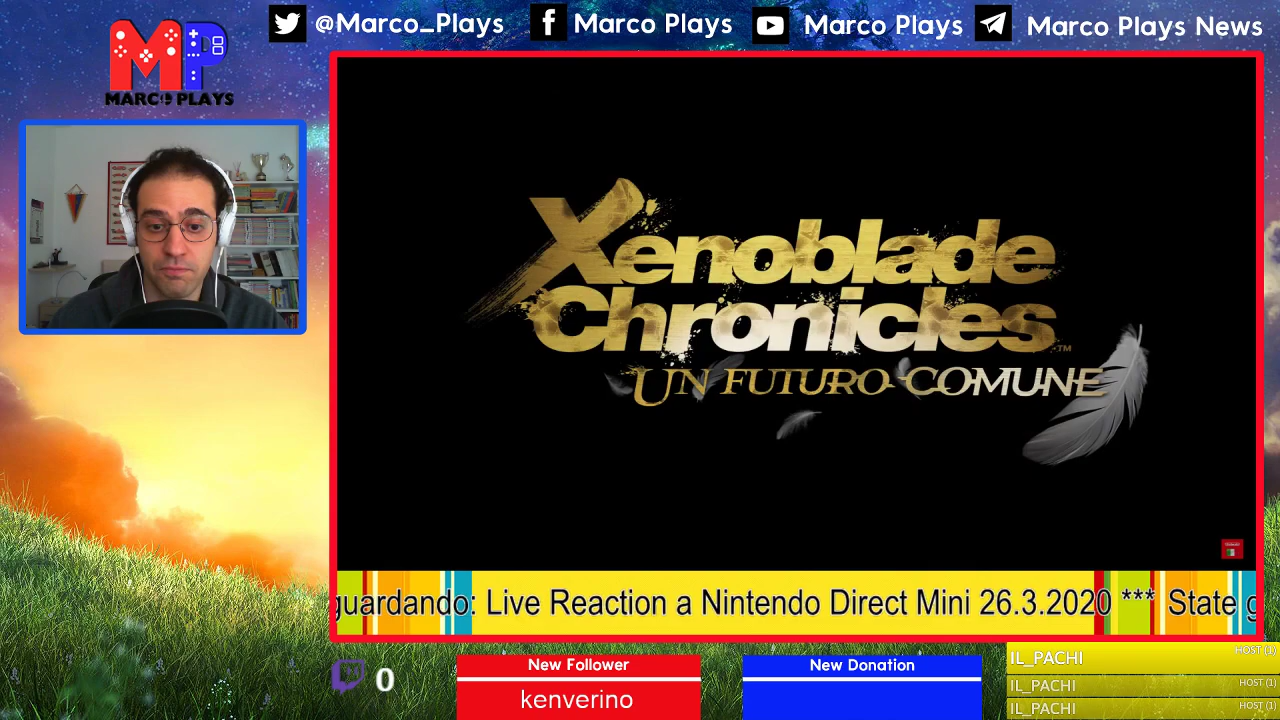 @Marco_Plays
Marco Plays
Marco Plays
Marco Plays News
MP
MARCO PLAYS
Xenoblade
Chronicles™
UN FUTURO COMUNE
guardando: Live Reaction a Nintendo Direct Mini 26.3.2020 *** State g
0
New Follower
kenverino
New Donation
IL_PACHI HOST (1)
IL_PACHI HOST (1)
IL_PACHI HOST (1)